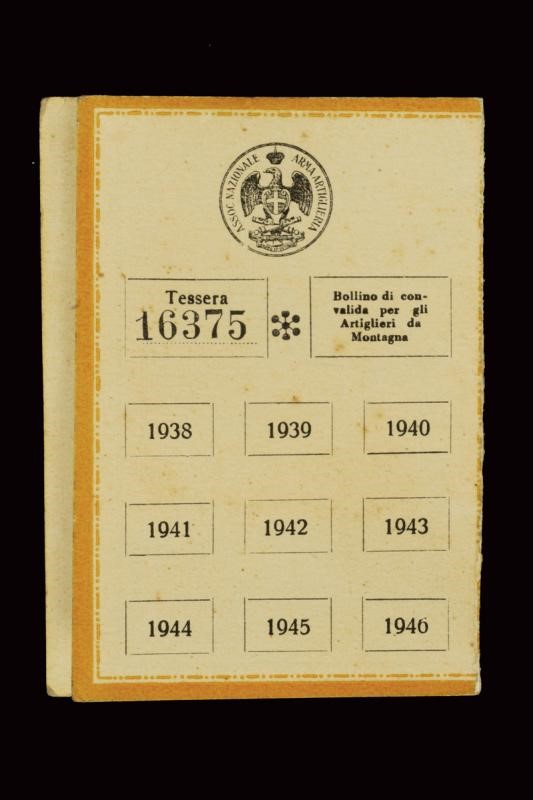 ASSOC. NAZIONALE ARMA ARTIGLIERIA
Tessera
16375
Bollino di con-
valida per gli
Artiglieri da
Montagna
1938 1939 1940
1941 1942 1943
1944 1945 1946